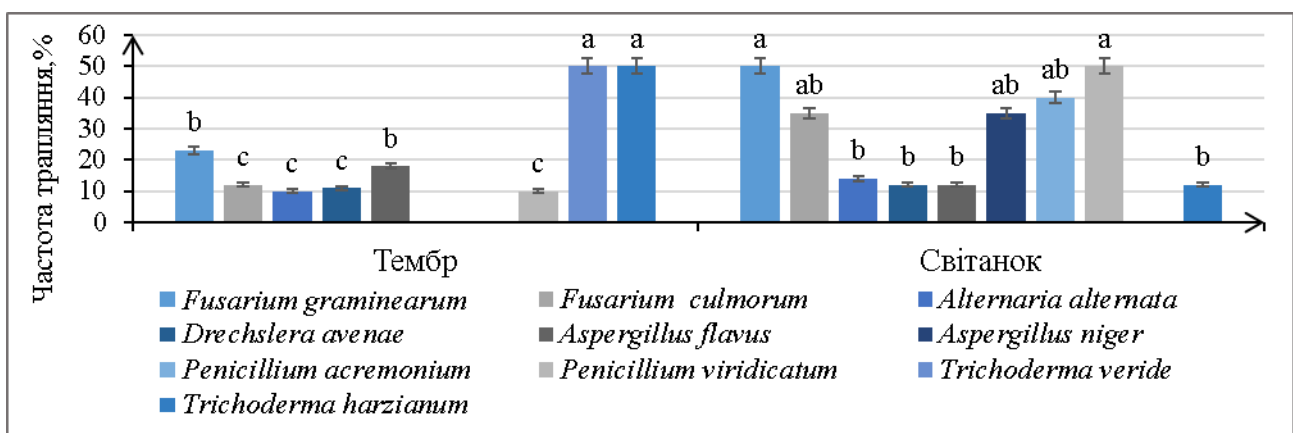 Частота трапляння,%
60
50
40
30
20
10
0
b
c
c
c
b
c
a
a
a
ab
b
b
b
ab
ab
a
b
Тембр
Світанок
Fusarium graminearum
Fusarium culmorum
Alternaria alternata
Drechslera avenae
Aspergillus flavus
Aspergillus niger
Penicillium acremonium
Penicillium viridicatum
Trichoderma veride
Trichoderma harzianum